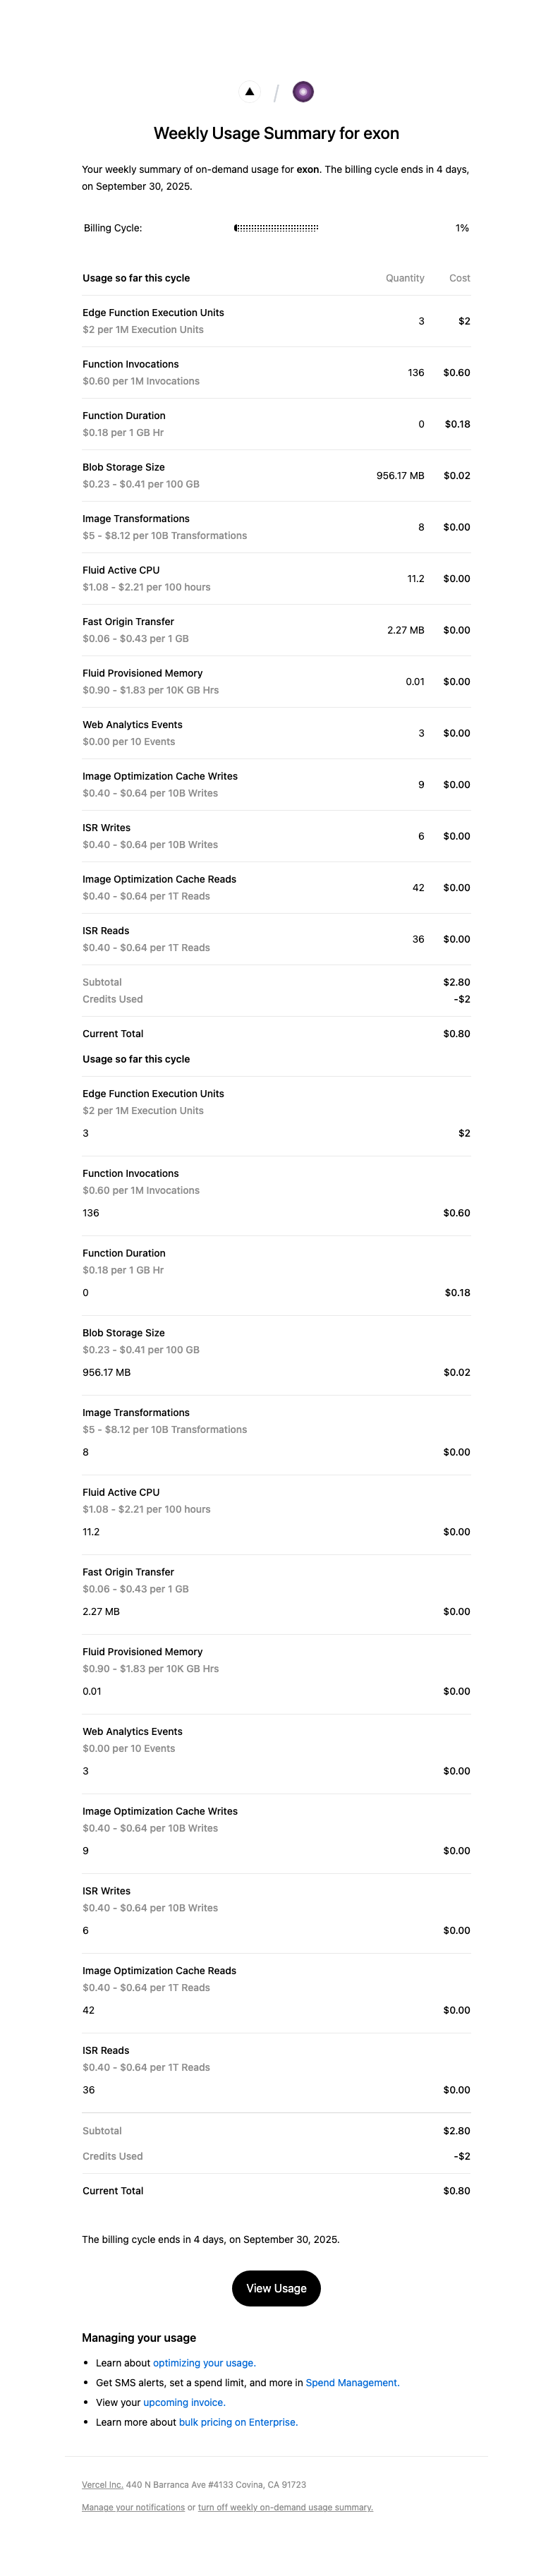 Weekly Usage Summary for exon
Your weekly summary of on-demand usage for exon. The billing cycle ends in 4 days,
on September 30, 2025.
Billing Cycle: 1%
Usage so far this cycle Quantity Cost
Edge Function Execution Units
$2 per 1M Execution Units
3 $2
Function Invocations
$0.60 per 1M Invocations
136 $0.60
Function Duration
$0.18 per 1 GB Hr
0 $0.18
Blob Storage Size
$0.23 - $0.41 per 100 GB
956.17 MB $0.02
Image Transformations
$5 - $8.12 per 10B Transformations
8 $0.00
Fluid Active CPU
$1.08 - $2.21 per 100 hours
11.2 $0.00
Fast Origin Transfer
$0.06 - $0.43 per 1 GB
2.27 MB $0.00
Fluid Provisioned Memory
$0.90 - $1.83 per 10K GB Hrs
0.01 $0.00
Web Analytics Events
$0.00 per 10 Events
3 $0.00
Image Optimization Cache Writes
$0.40 - $0.64 per 10B Writes
9 $0.00
ISR Writes
$0.40 - $0.64 per 10B Writes
6 $0.00
Image Optimization Cache Reads
$0.40 - $0.64 per 1T Reads
42 $0.00
ISR Reads
$0.40 - $0.64 per 1T Reads
36 $0.00
Subtotal $2.80
Credits Used -$2
Current Total $0.80
Usage so far this cycle
Edge Function Execution Units
$2 per 1M Execution Units
3 $2
Function Invocations
$0.60 per 1M Invocations
136 $0.60
Function Duration
$0.18 per 1 GB Hr
0 $0.18
Blob Storage Size
$0.23 - $0.41 per 100 GB
956.17 MB $0.02
Image Transformations
$5 - $8.12 per 10B Transformations
8 $0.00
Fluid Active CPU
$1.08 - $2.21 per 100 hours
11.2 $0.00
Fast Origin Transfer
$0.06 - $0.43 per 1 GB
2.27 MB $0.00
Fluid Provisioned Memory
$0.90 - $1.83 per 10K GB Hrs
0.01 $0.00
Web Analytics Events
$0.00 per 10 Events
3 $0.00
Image Optimization Cache Writes
$0.40 - $0.64 per 10B Writes
9 $0.00
ISR Writes
$0.40 - $0.64 per 10B Writes
6 $0.00
Image Optimization Cache Reads
$0.40 - $0.64 per 1T Reads
42 $0.00
ISR Reads
$0.40 - $0.64 per 1T Reads
36 $0.00
Subtotal $2.80
Credits Used -$2
Current Total $0.80
The billing cycle ends in 4 days, on September 30, 2025.
View Usage
Managing your usage
• Learn about optimizing your usage.
• Get SMS alerts, set a spend limit, and more in Spend Management.
• View your upcoming invoice.
• Learn more about bulk pricing on Enterprise.
Vercel Inc. 440 N Barranca Ave #4133 Covina, CA 91723
Manage your notifications or turn off weekly on-demand usage summary.